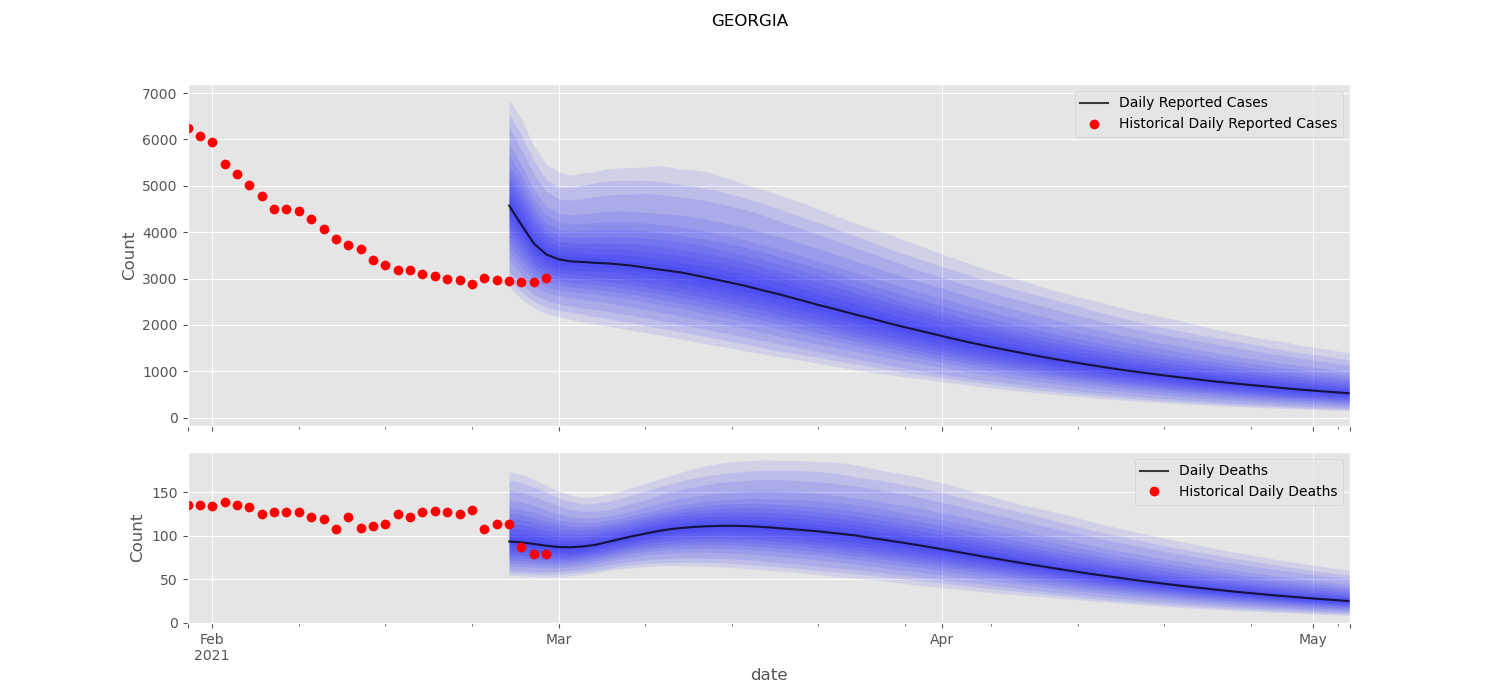 GEORGIA
7000
6000
5000
4000
3000
2000
1000
0
Count
Daily Reported Cases
Historical Daily Reported Cases
150
100
50
0
Count
Daily Deaths
Historical Daily Deaths
Feb Mar Apr May
2021
date